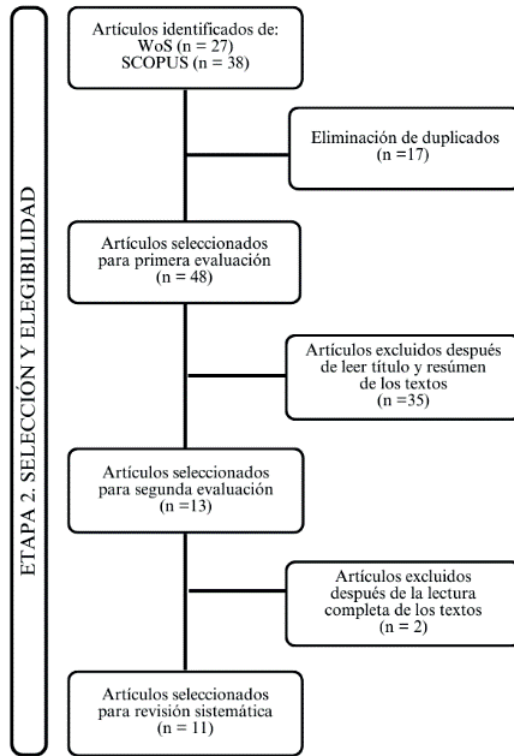 ETAPA 2. SELECCIÓN Y ELEGIBILIDAD
Artículos identificados de:
WoS (n = 27)
SCOPUS (n = 38)
Eliminación de duplicados
(n =17)
Artículos seleccionados
para primera evaluación
(n = 48)
Artículos excluidos después
de leer título y resúmen
de los textos
(n =35)
Artículos seleccionados
para segunda evaluación
(n =13)
Artículos excluidos
después de la lectura
completa de los textos
(n = 2)
Artículos seleccionados
para revisión sistemática
(n = 11)